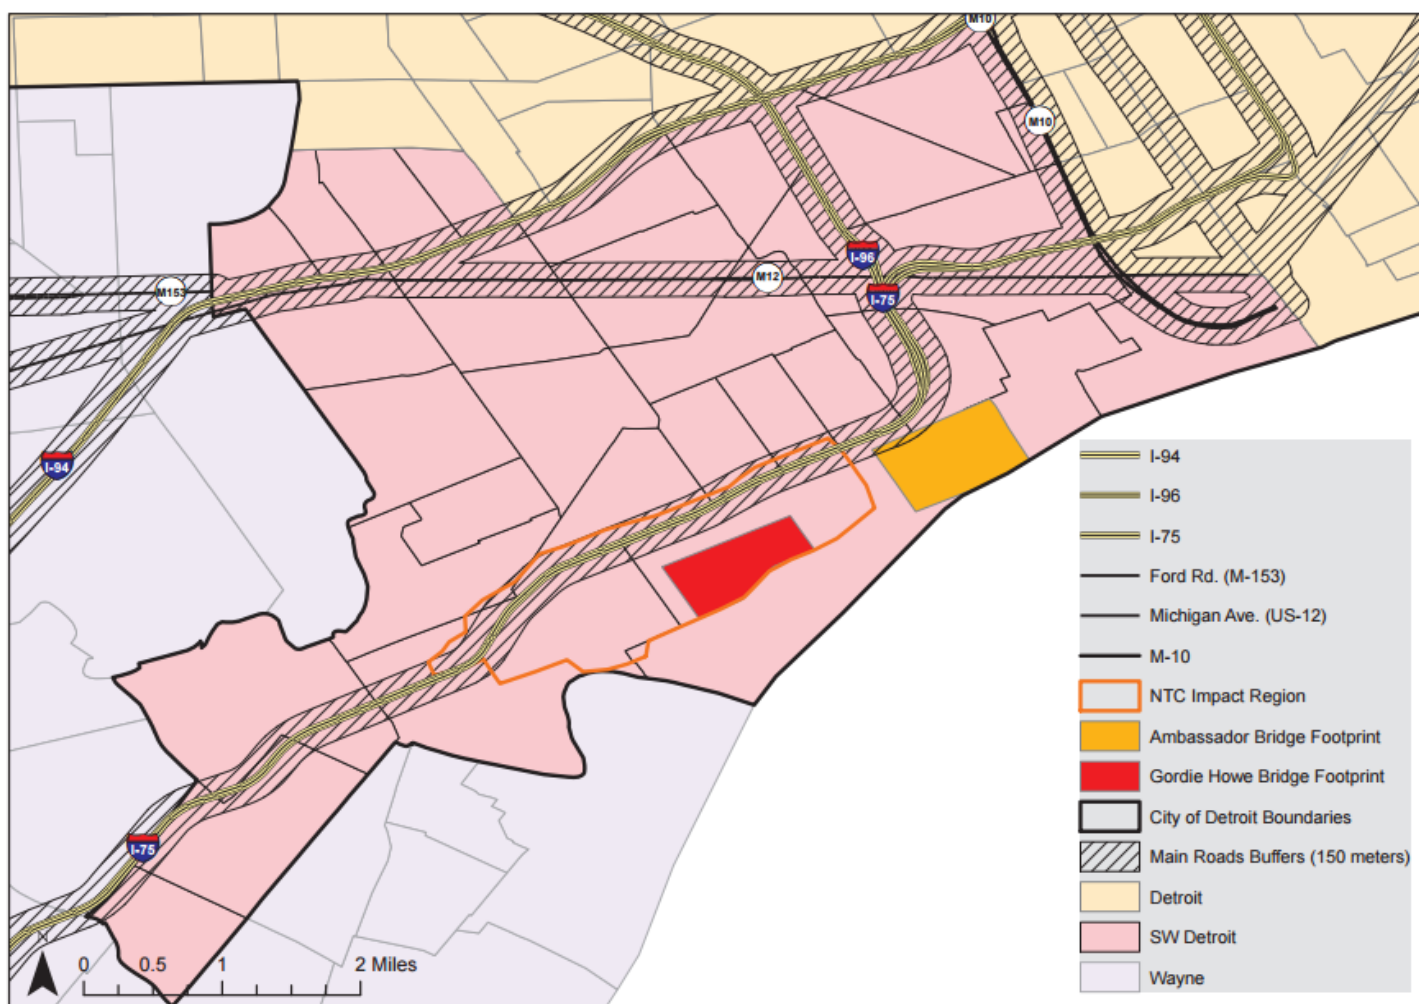 M10
M10
I-96
M12
M153
I-75
I-94
I-94
I-96
I-75
Ford Rd. (M-153)
Michigan Ave. (US-12)
M-10
NTC Impact Region
Ambassador Bridge Footprint
Gordie Howe Bridge Footprint
City of Detroit Boundaries
Main Roads Buffers (150 meters)
Detroit
SW Detroit
Wayne
I-75
N
0 0.5 1 2 Miles